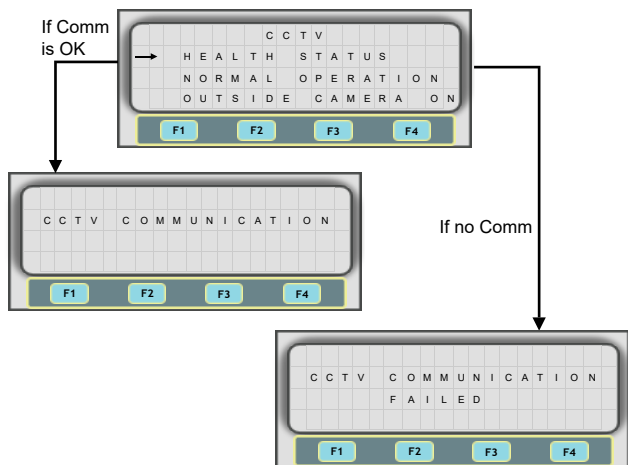 If Comm
is OK
CCTV
HEALTH STATUS
NORMAL OPERATION
OUTSIDE CAMERA ON
F1 F2 F3 F4
CCTV COMMUNICATION
F1 F2 F3 F4
If no Comm
CCTV COMMUNICATION
FAILED
F1 F2 F3 F4